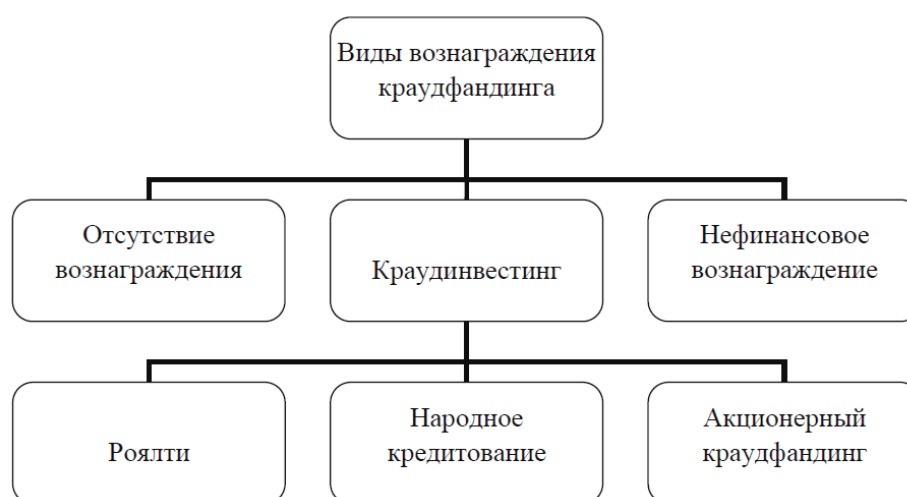 Виды вознаграждения
краудфандинга
Отсутствие
вознаграждения
Краудинвестинг
Нефинансовое
вознаграждение
Роялти
Народное
кредитование
Акционерный
краудфандинг